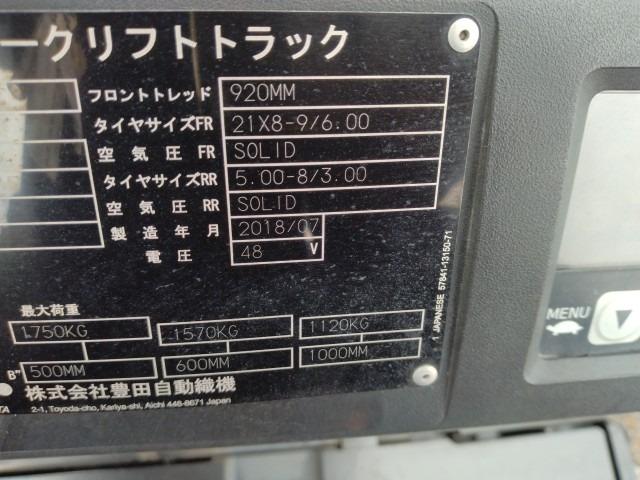 ークリフトトラック
フロントトレッド 920MM
タイヤサイズFR 21X8-9/6.00
空気圧 FR SOLID
タイヤサイズRR 5.00-8/3.00
空気圧 RR SOLID
製造年月 2018/07
電圧 48 V
最大荷重
1750KG 1570KG 1120KG
B" 500MM 600MM 1000MM
株式会社豊田自動織機
TA 2-1, Toyoda-cho, Kariya-shi, Aichi 448-8671 Japan
1 JAPANESE 57841-13150-71
MENU